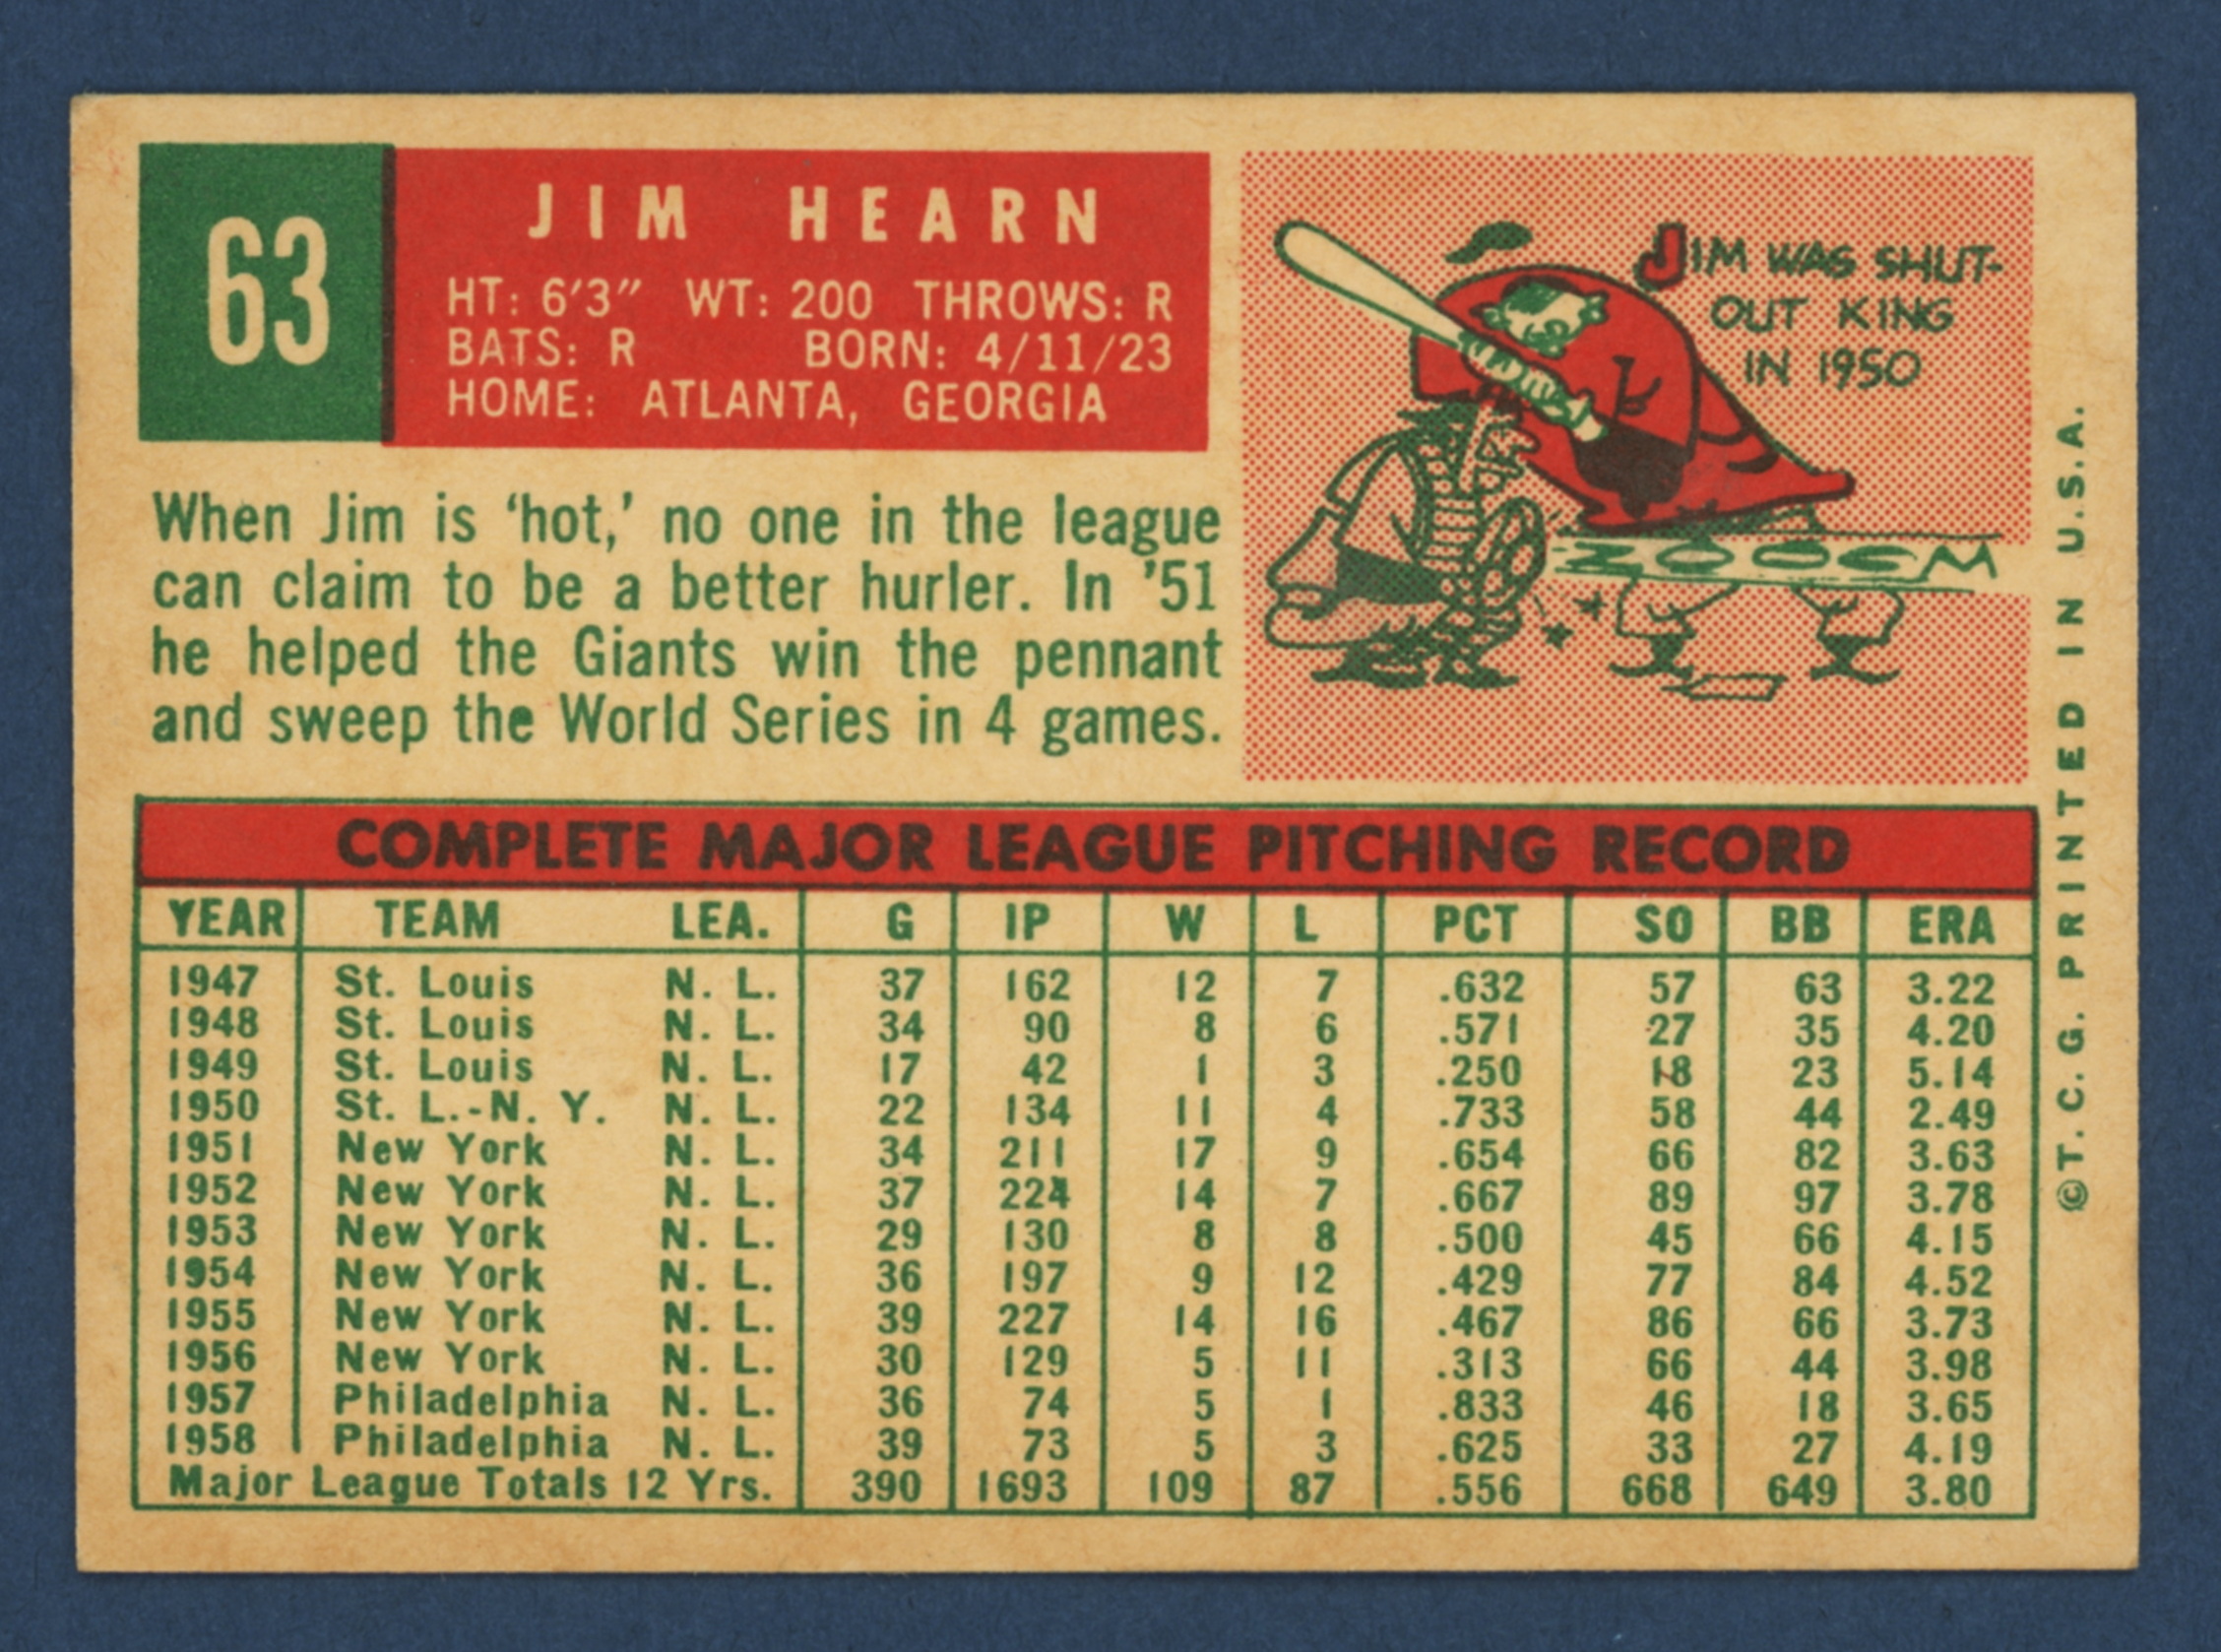 63
JIM HEARN
HT: 6'3" WT: 200 THROWS: R
BATS: R BORN: 4/11/23
HOME: ATLANTA, GEORGIA
When Jim is 'hot,' no one in the league
can claim to be a better hurler. In '51
he helped the Giants win the pennant
and sweep the World Series in 4 games.
JIM WAS SHUT-
OUT KING
IN 1950
ZOOOM
COMPLETE MAJOR LEAGUE PITCHING RECORD
YEAR TEAM LEA. G IP W L PCT SO BB ERA
1947 St. Louis N. L. 37 162 12 7 .632 57 63 3.22
1948 St. Louis N. L. 34 90 8 6 .571 27 35 4.20
1949 St. Louis N. L. 17 42 1 3 .250 18 23 5.14
1950 St. L.-N. Y. N. L. 22 134 11 4 .733 58 44 2.49
1951 New York N. L. 34 211 17 9 .654 66 82 3.63
1952 New York N. L. 37 224 14 7 .667 89 97 3.78
1953 New York N. L. 29 130 8 8 .500 45 66 4.15
1954 New York N. L. 36 197 9 12 .429 77 84 4.52
1955 New York N. L. 39 227 14 16 .467 86 66 3.73
1956 New York N. L. 30 129 5 11 .313 66 44 3.98
1957 Philadelphia N. L. 36 74 5 1 .833 46 18 3.65
1958 Philadelphia N. L. 39 73 5 3 .625 33 27 4.19
Major League Totals 12 Yrs. 390 1693 109 87 .556 668 649 3.80
©T. C. G. PRINTED IN U.S.A.